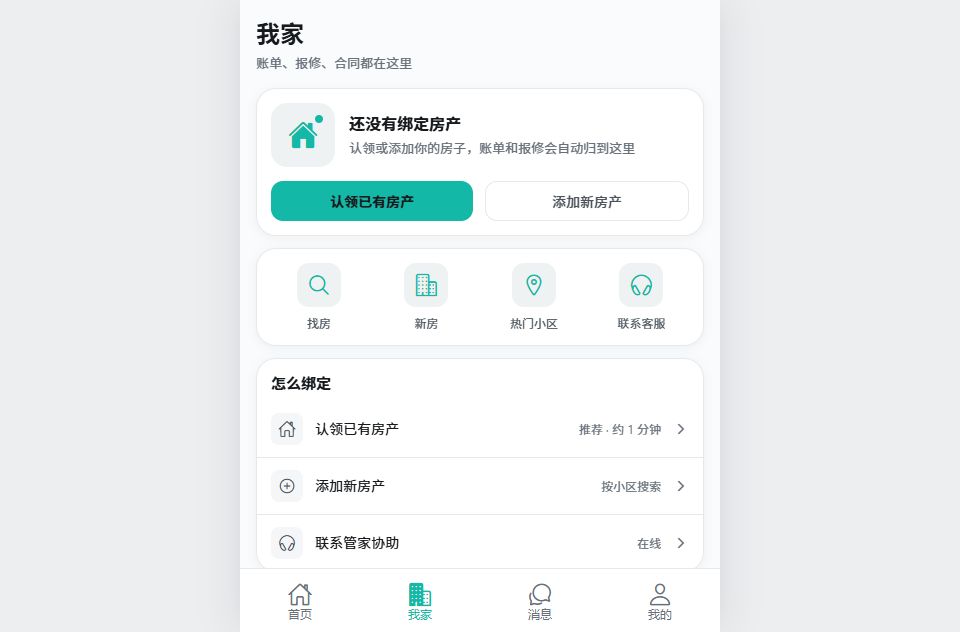 我家
账单、报修、合同都在这里
还没有绑定房产
认领或添加你的房子，账单和报修会自动归到这里
认领已有房产
添加新房产
找房
新房
热门小区
联系客服
怎么绑定
认领已有房产
推荐 · 约 1 分钟
添加新房产
按小区搜索
联系管家协助
在线
首页
我家
消息
我的